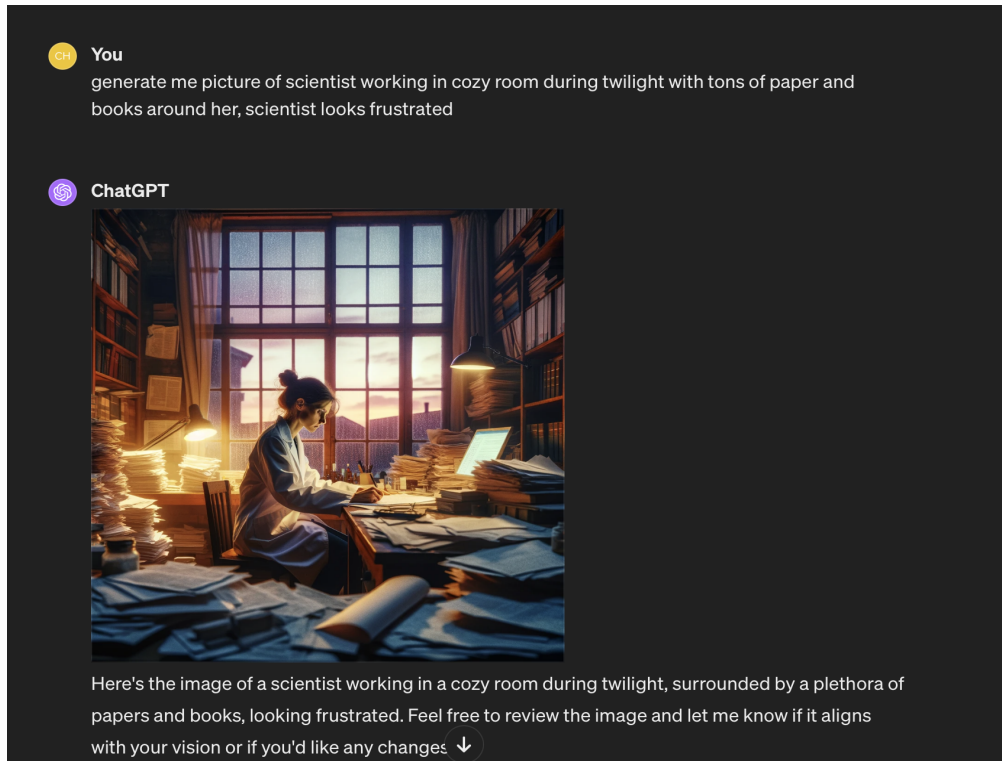 CH
You
generate me picture of scientist working in cozy room during twilight with tons of paper and
books around her, scientist looks frustrated
ChatGPT
Here's the image of a scientist working in a cozy room during twilight, surrounded by a plethora of
papers and books, looking frustrated. Feel free to review the image and let me know if it aligns
with your vision or if you'd like any changes